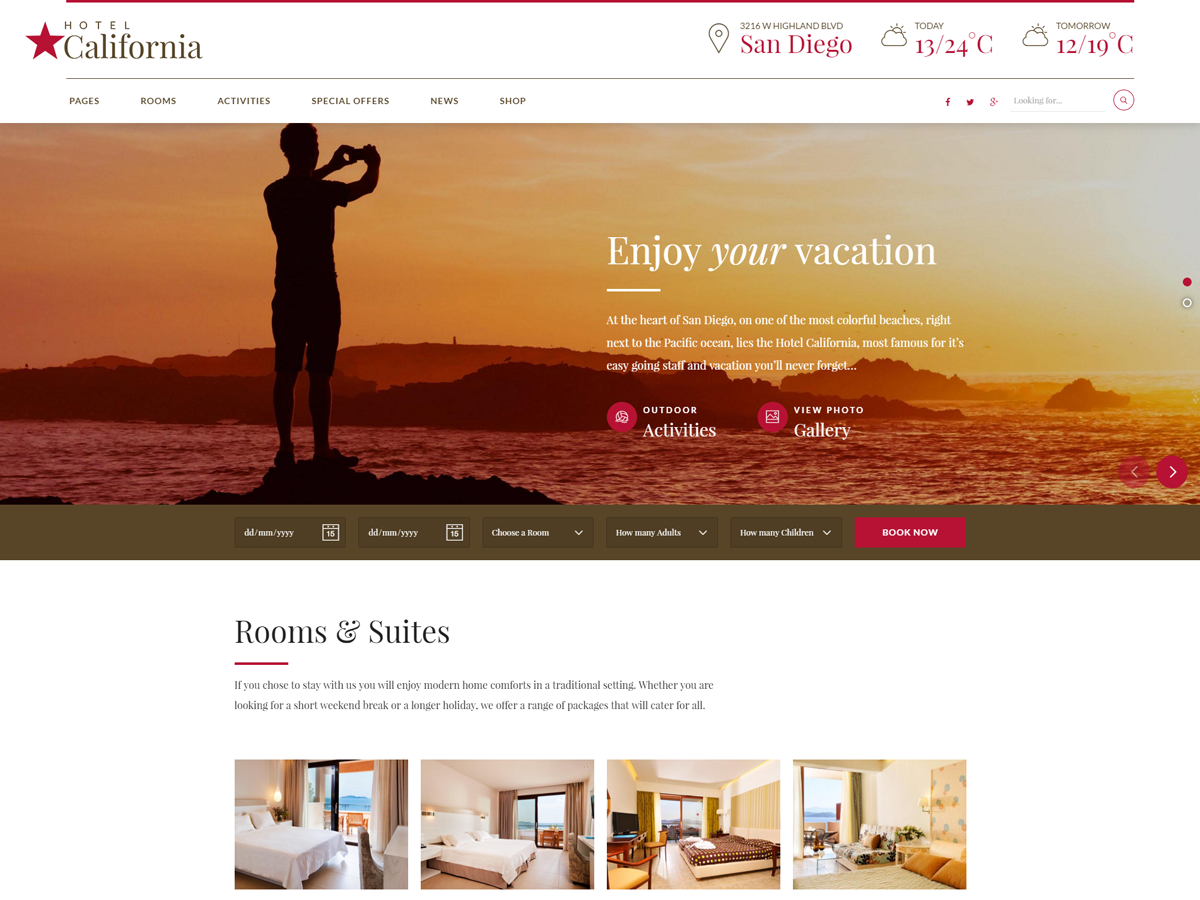 HOTEL
California
3216 W HIGHLAND BLVD
San Diego
TODAY
13/24°C
TOMORROW
12/19°C
PAGES ROOMS ACTIVITIES SPECIAL OFFERS NEWS SHOP
Looking for...
Enjoy your vacation
At the heart of San Diego, on one of the most colorful beaches, right
next to the Pacific ocean, lies the Hotel California, most famous for it's
easy going staff and vacation you'll never forget...
OUTDOOR
Activities
VIEW PHOTO
Gallery
dd/mm/yyyy 15 dd/mm/yyyy 15 Choose a Room How many Adults How many Children BOOK NOW
Rooms & Suites
If you chose to stay with us you will enjoy modern home comforts in a traditional setting. Whether you are
looking for a short weekend break or a longer holiday, we offer a range of packages that will cater for all.